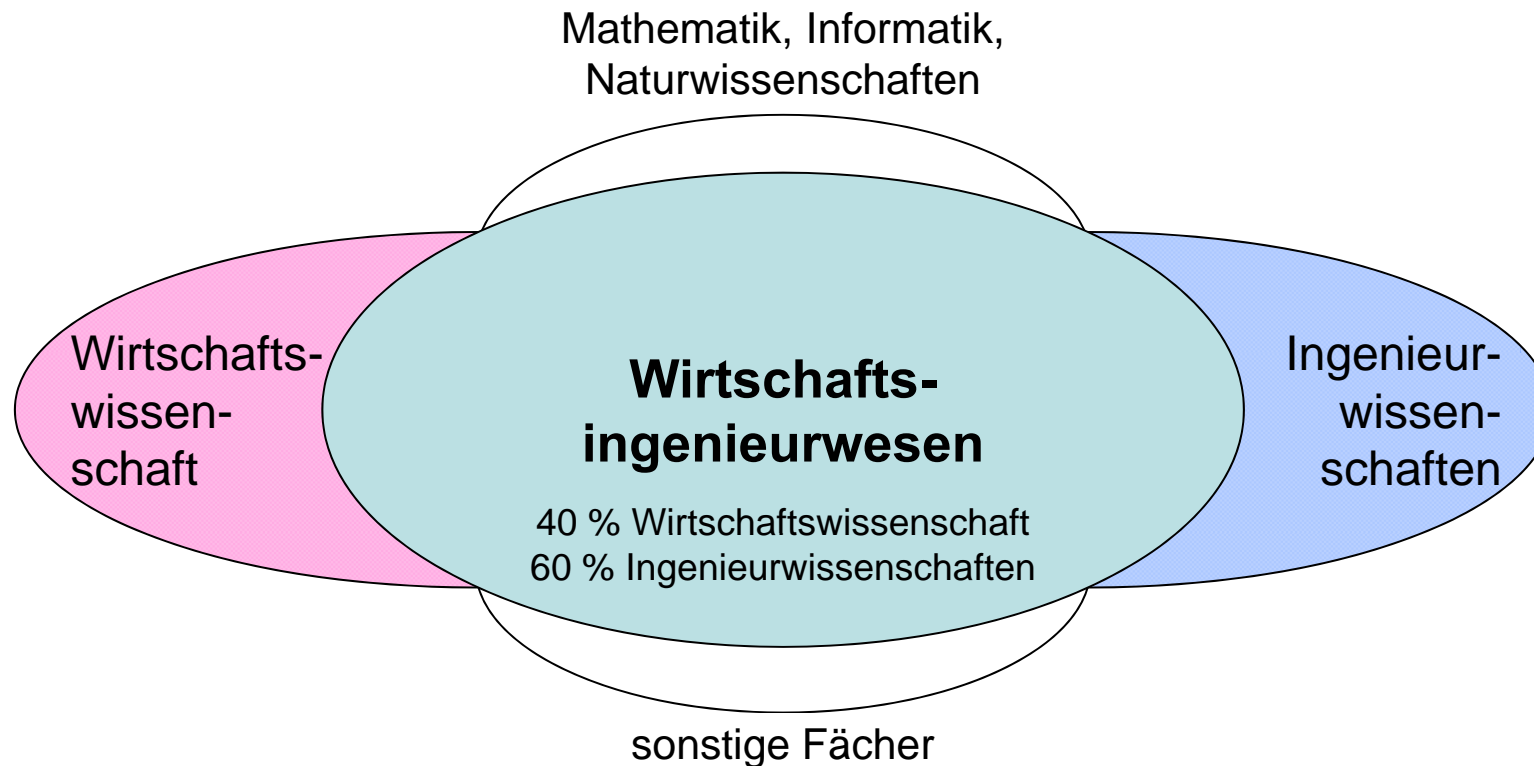 Mathematik, Informatik,
Naturwissenschaften
Wirtschafts-
wissen-
schaft
Wirtschafts-
ingenieurwesen
40 % Wirtschaftswissenschaft
60 % Ingenieurwissenschaften
Ingenieur-
wissen-
schaften
sonstige Fächer